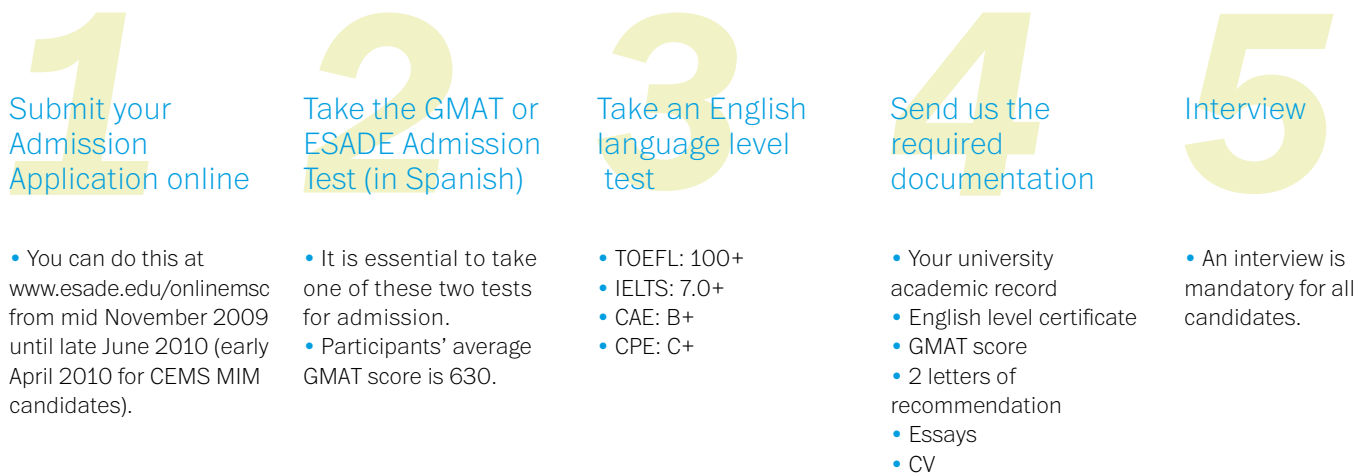 1
Submit your
Admission
Application online
• You can do this at
www.esade.edu/onlinemsc
from mid November 2009
until late June 2010 (early
April 2010 for CEMS MIM
candidates).
2
Take the GMAT or
ESADE Admission
Test (in Spanish)
• It is essential to take
one of these two tests
for admission.
• Participants’ average
GMAT score is 630.
3
Take an English
language level
test
• TOEFL: 100+
• IELTS: 7.0+
• CAE: B+
• CPE: C+
4
Send us the
required
documentation
• Your university
academic record
• English level certificate
• GMAT score
• 2 letters of
recommendation
• Essays
• CV
5
Interview
• An interview is
mandatory for all
candidates.